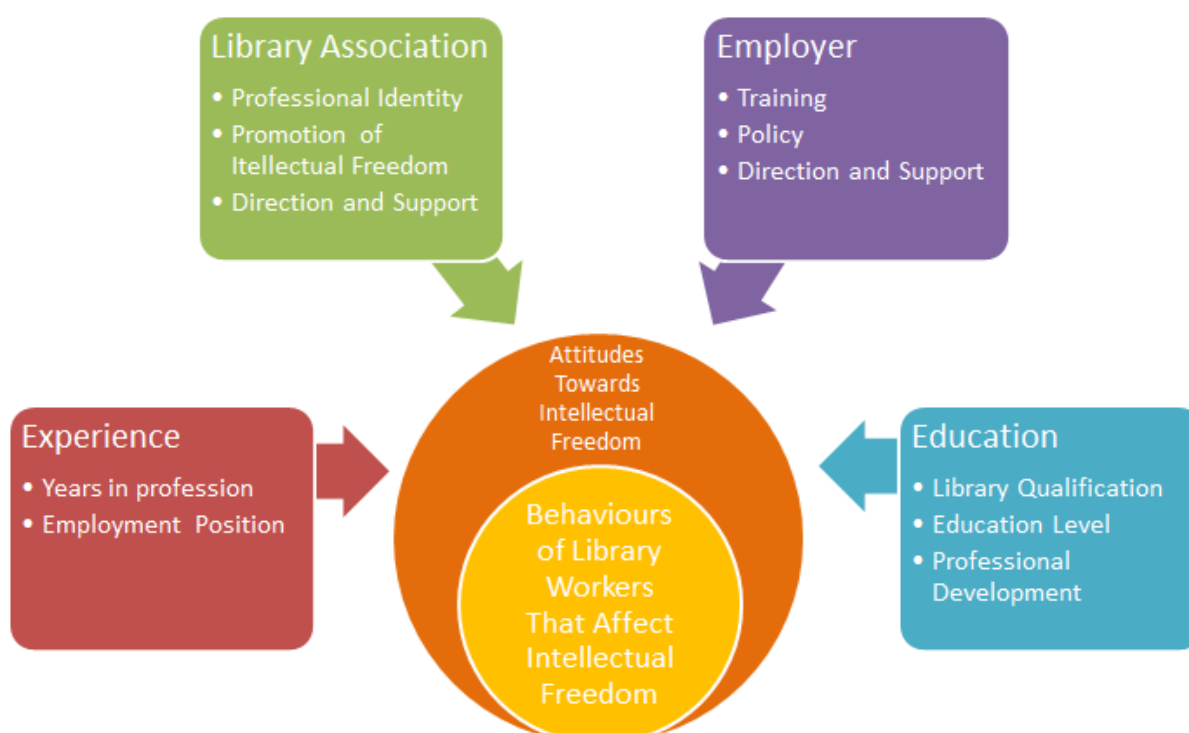 Library Association
• Professional Identity
• Promotion of
Itellectual Freedom
• Direction and Support
Employer
• Training
• Policy
• Direction and Support
Experience
• Years in profession
• Employment Position
Attitudes
Towards
Intellectual
Freedom
Behaviours
of Library
Workers
That Affect
Intellectual
Freedom
Education
• Library Qualification
• Education Level
• Professional
Development